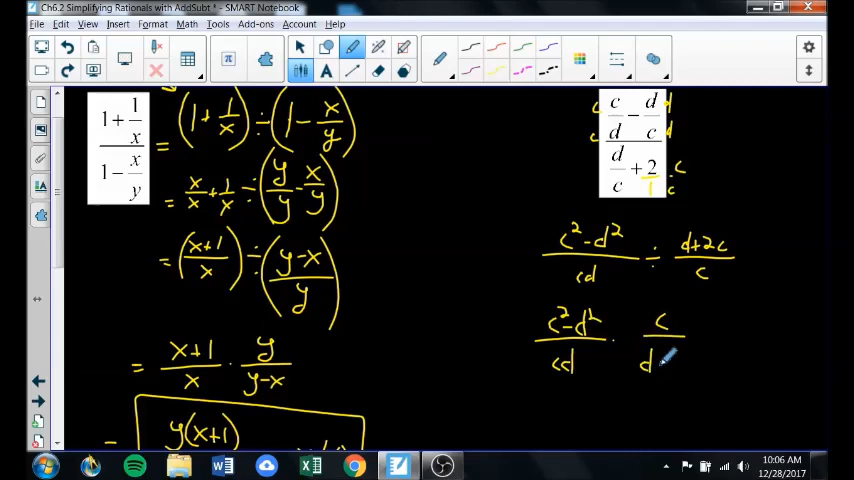 Ch6.2 Simplifying Rationals with AddSubt * - SMART Notebook
File Edit View Insert Format Math Tools Add-ons Account Help
π
A
(1 + 1/x) / (1 - x/y) =
(1 + 1/x) ÷ (1 - x/y)
= x/x + 1/x ÷ (y/y - x/y)
= ((x+1)/x) ÷ ((y-x)/y)
= (x+1)/x · y/(y-x)
= y(x+1)
c c/d - d/c d
c d
d/c + 2/1 c
c
(c² - d²)/cd ÷ (d+2c)/c
(c² - d²)/cd · c/d
10:06 AM
12/28/2017